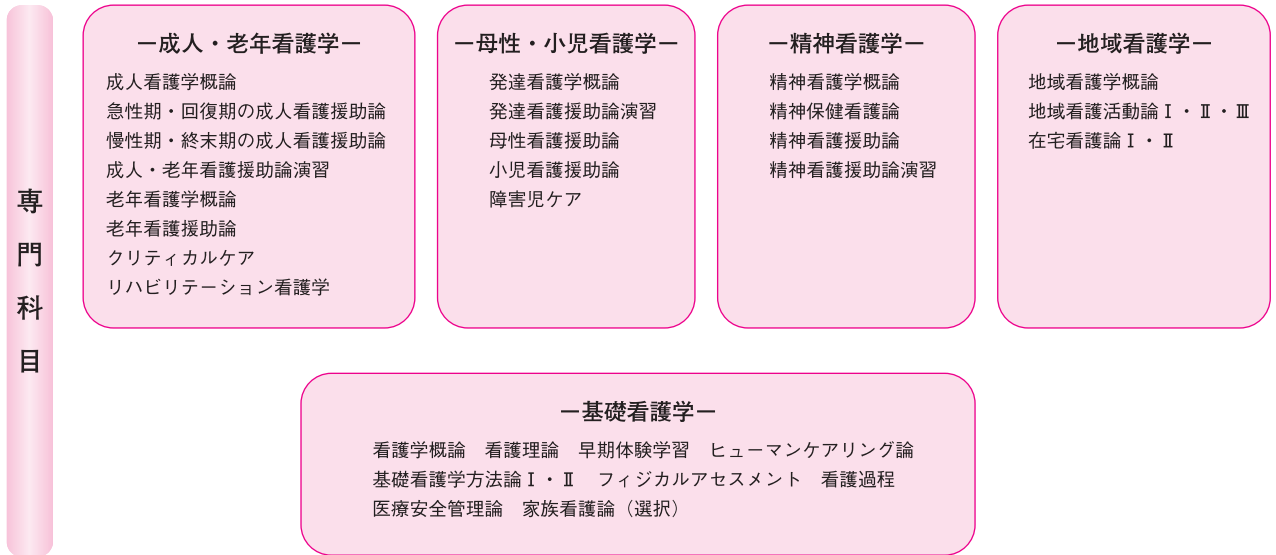 専門科目
―成人・老年看護学―
成人看護学概論
急性期・回復期の成人看護援助論
慢性期・終末期の成人看護援助論
成人・老年看護援助論演習
老年看護学概論
老年看護援助論
クリティカルケア
リハビリテーション看護学
―母性・小児看護学―
発達看護学概論
発達看護援助論演習
母性看護援助論
小児看護援助論
障害児ケア
―精神看護学―
精神看護学概論
精神保健看護論
精神看護援助論
精神看護援助論演習
―地域看護学―
地域看護学概論
地域看護活動論Ⅰ・Ⅱ・Ⅲ
在宅看護論Ⅰ・Ⅱ
―基礎看護学―
看護学概論　看護理論　早期体験学習　ヒューマンケアリング論
基礎看護学方法論Ⅰ・Ⅱ　フィジカルアセスメント　看護過程
医療安全管理論　家族看護論（選択）